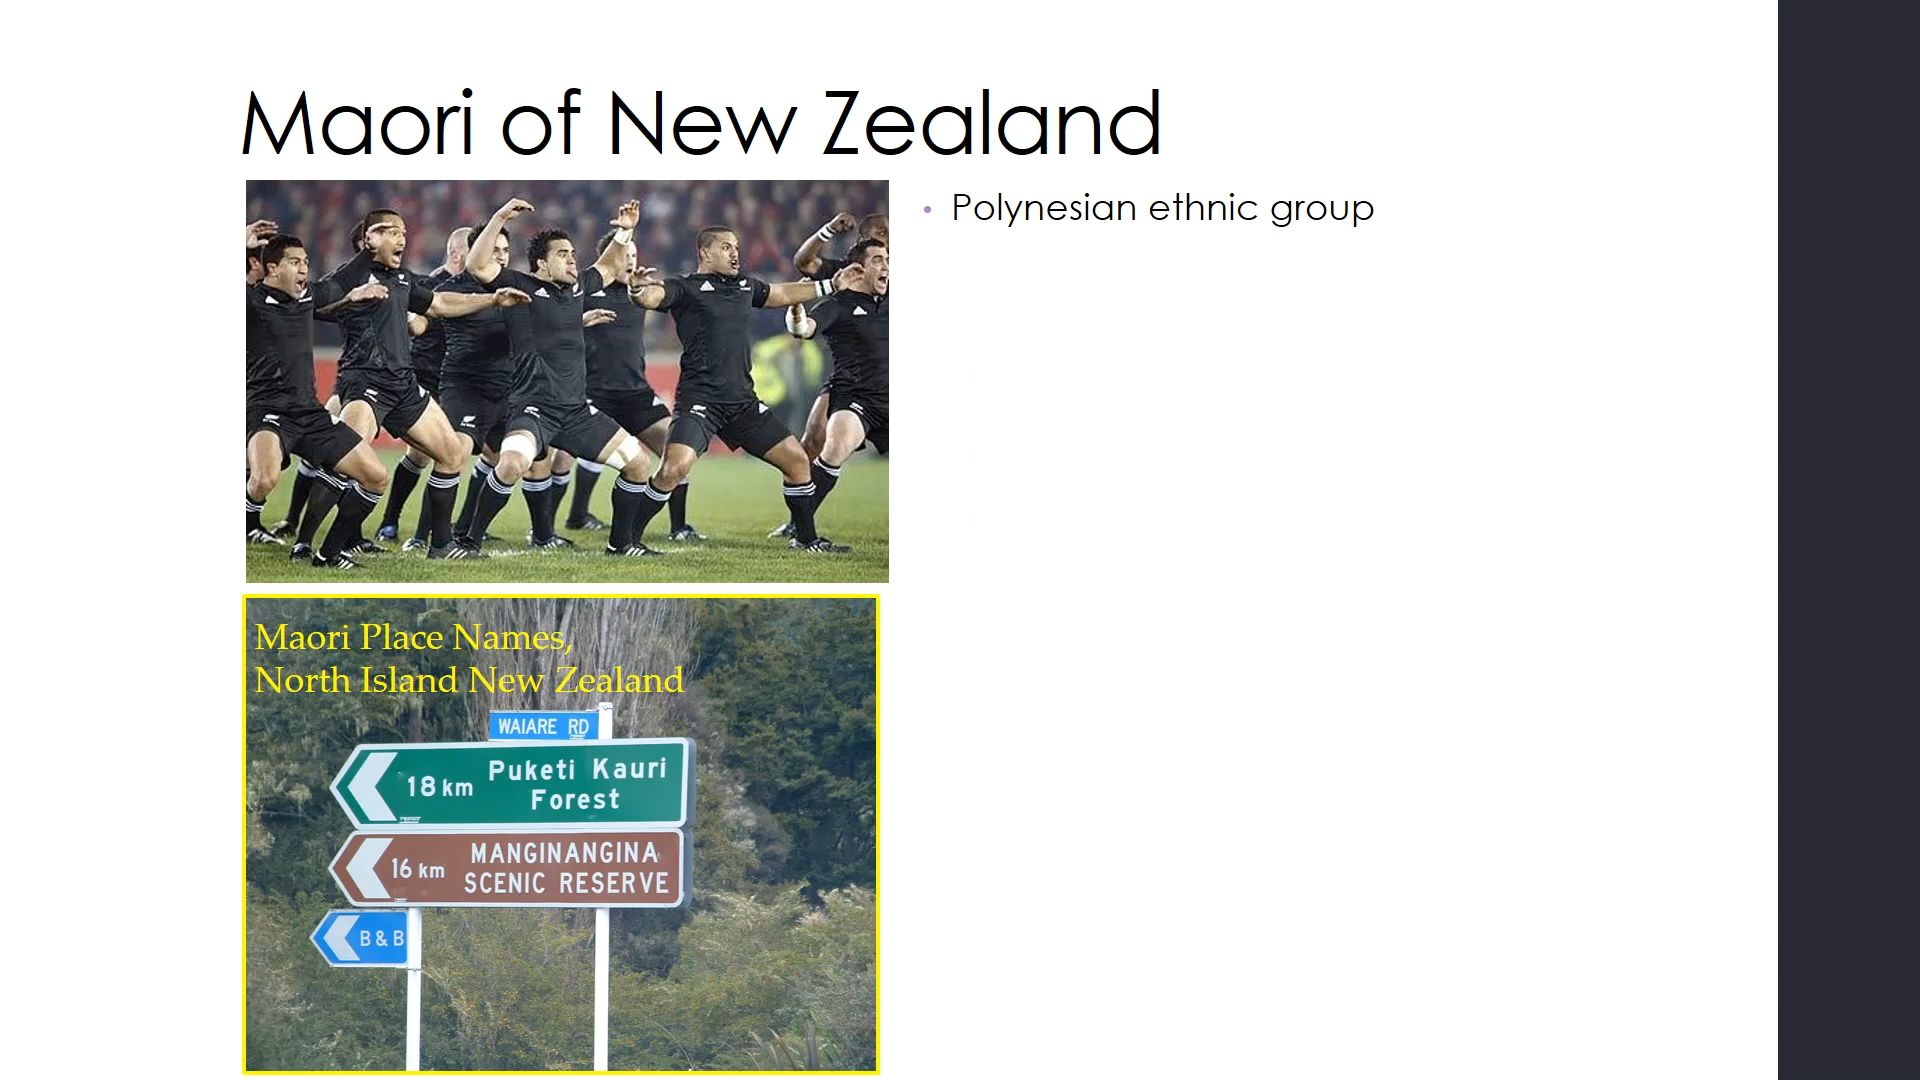 Maori of New Zealand
• Polynesian ethnic group
Maori Place Names,
North Island New Zealand
WAIARE RD
18 km Puketi Kauri
Forest
16 km MANGINANGINA
SCENIC RESERVE
B & B